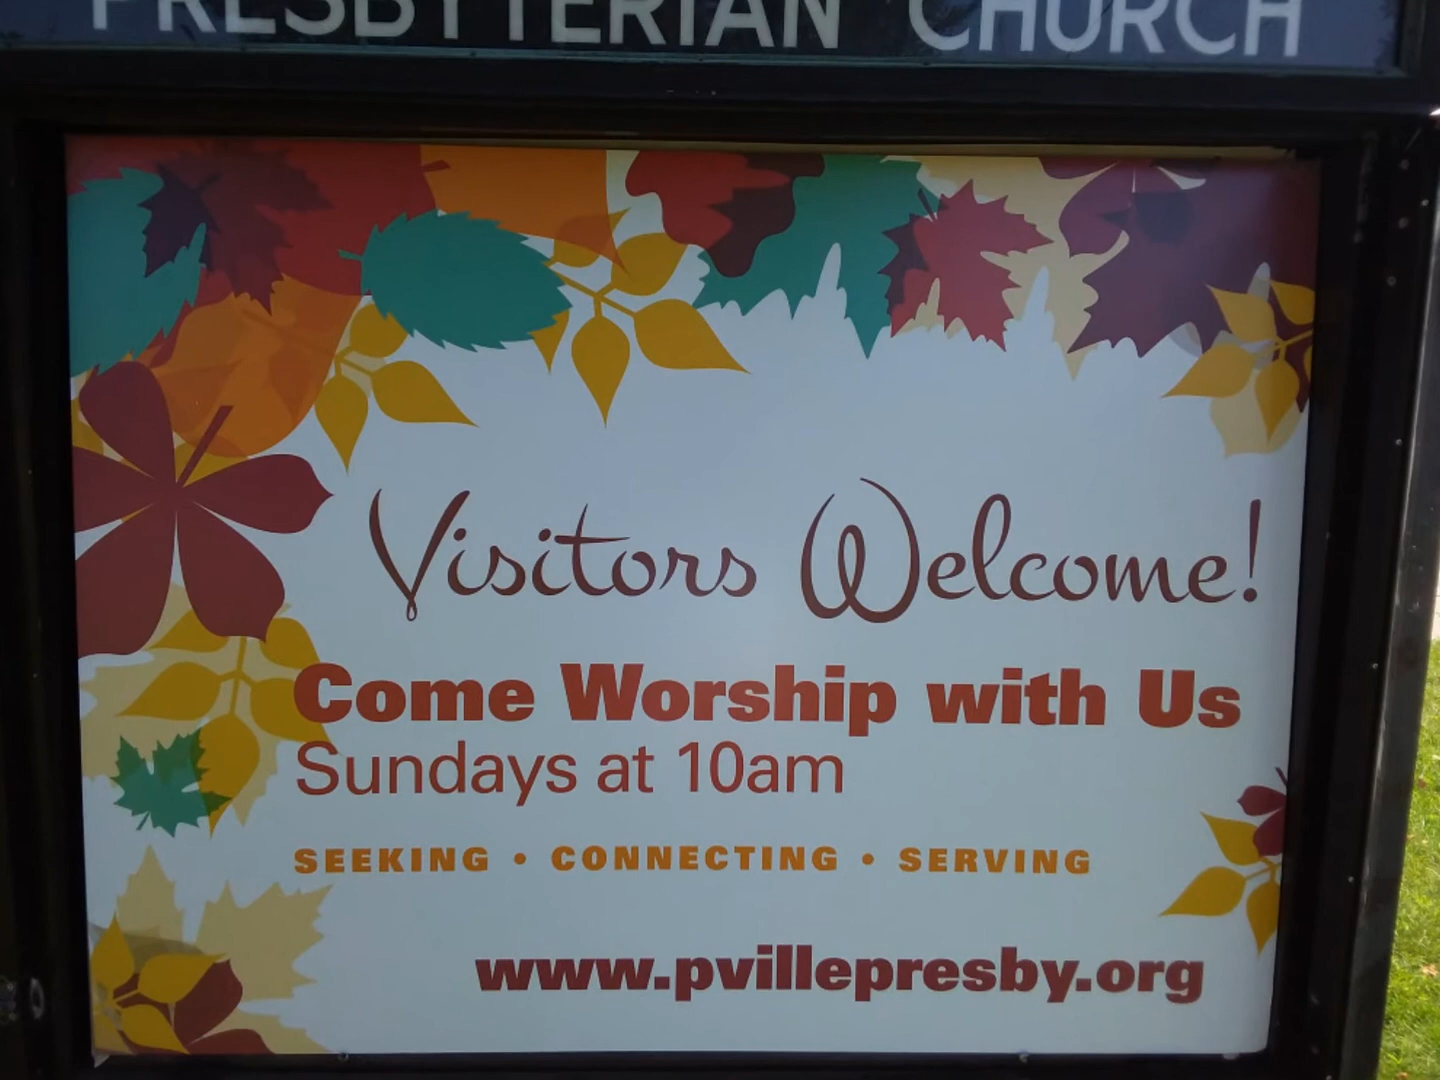 PRESBYTERIAN CHURCH
Visitors Welcome!
Come Worship with Us
Sundays at 10am
SEEKING • CONNECTING • SERVING
www.pvillepresby.org